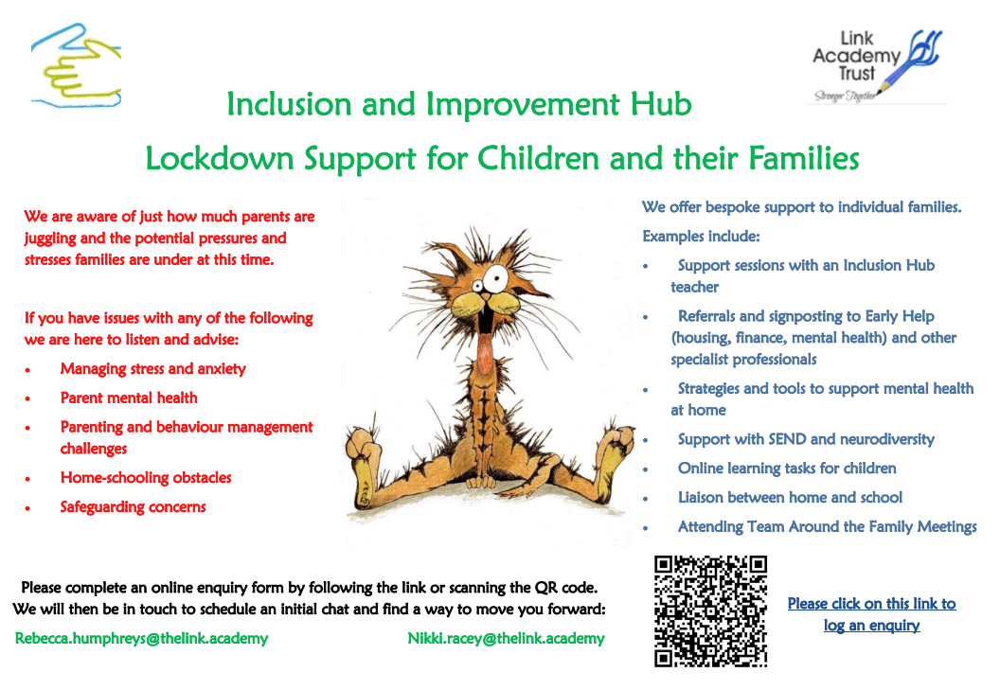 Link
Academy
Trust
Stronger Together
Inclusion and Improvement Hub
Lockdown Support for Children and their Families
We are aware of just how much parents are
juggling and the potential pressures and
stresses families are under at this time.
If you have issues with any of the following
we are here to listen and advise:
• Managing stress and anxiety
• Parent mental health
• Parenting and behaviour management
challenges
• Home-schooling obstacles
• Safeguarding concerns
We offer bespoke support to individual families.
Examples include:
• Support sessions with an Inclusion Hub
teacher
• Referrals and signposting to Early Help
(housing, finance, mental health) and other
specialist professionals
• Strategies and tools to support mental health
at home
• Support with SEND and neurodiversity
• Online learning tasks for children
• Liaison between home and school
• Attending Team Around the Family Meetings
Please complete an online enquiry form by following the link or scanning the QR code.
We will then be in touch to schedule an initial chat and find a way to move you forward:
Rebecca.humphreys@thelink.academy Nikki.racey@thelink.academy
Please click on this link to
log an enquiry